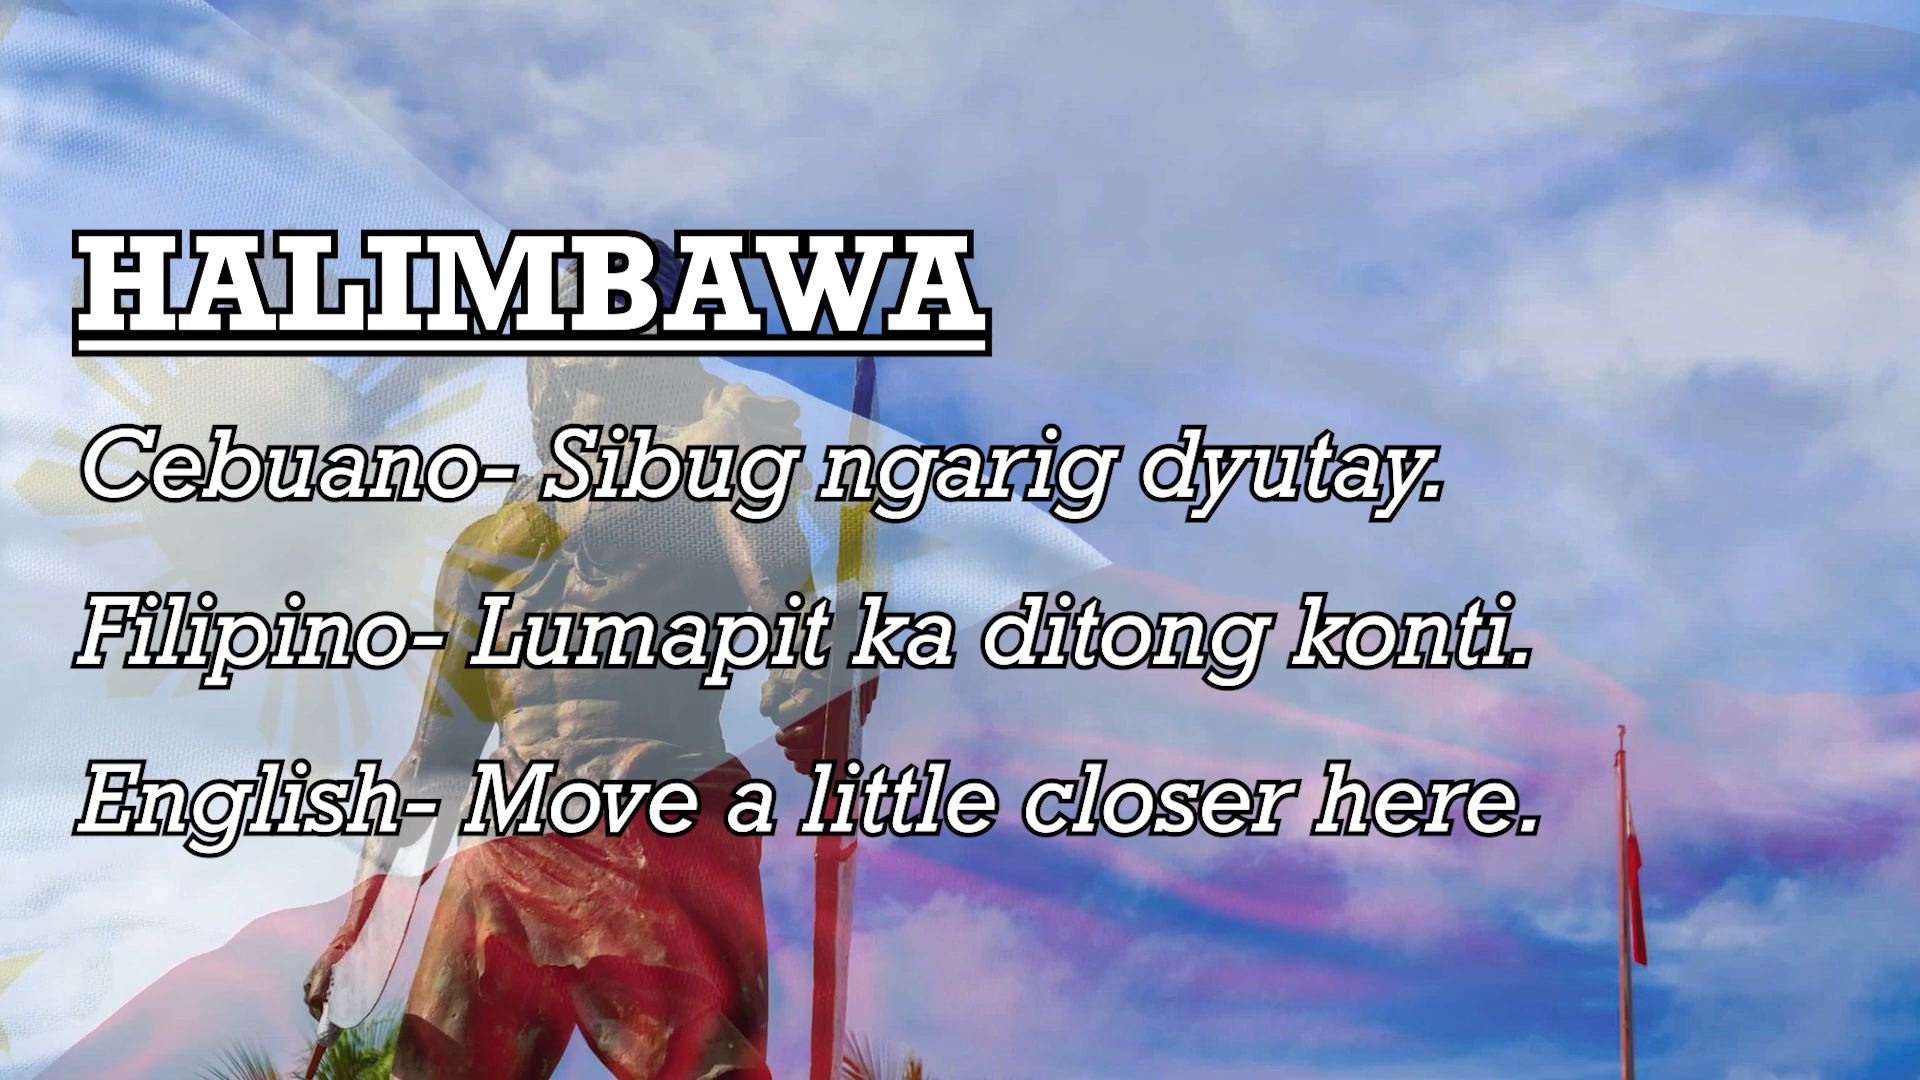 HALIMBAWA
Cebuano- Sibug ngarig dyutay.
Filipino- Lumapit ka ditong konti.
English- Move a little closer here.